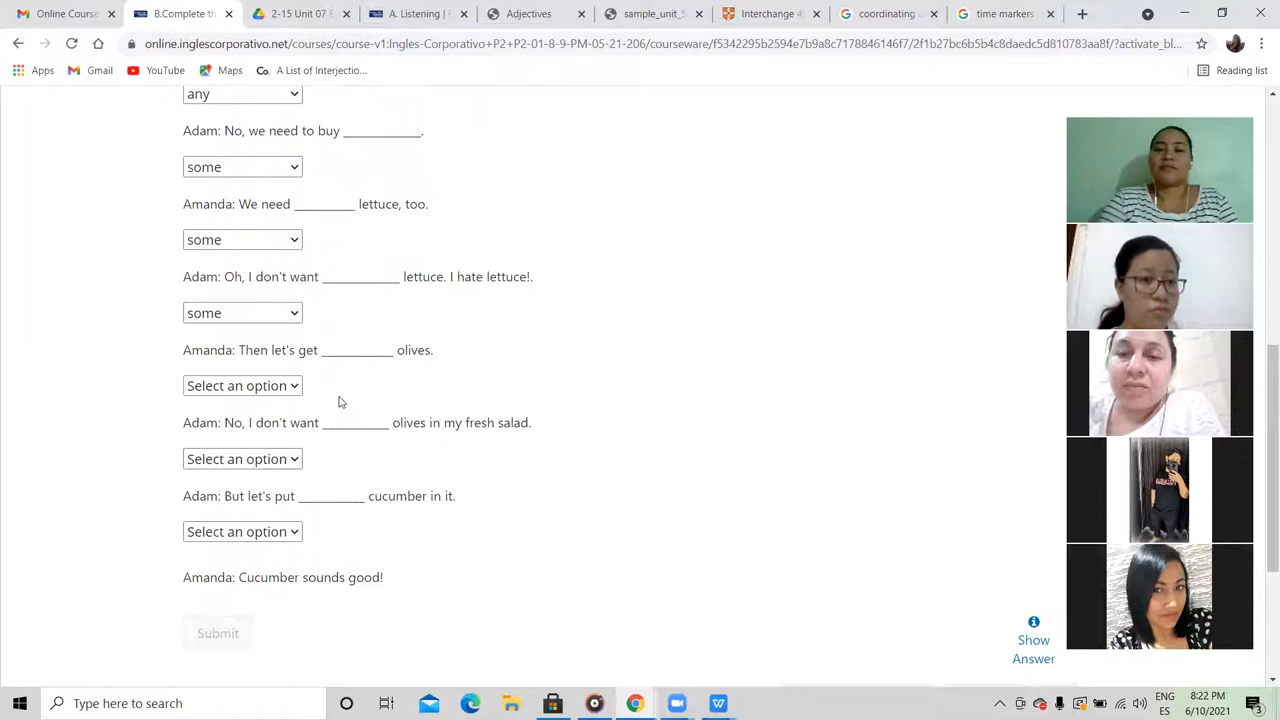 Gmail
B.Complete th
2-15 Unit 07 E
A. Listening |
Adjectives
sample_unit_5
Interchange 4
coordinating c
time markers
online.inglescorporativo.net/courses/course-v1:Ingles-Corporativo+P2+P2-N-8-9-PM-05-21-206/courseware/f5342295b2594e7b9a8c7178846146f7/2f1b27bc6b5b4c8daedc5d810783aa8f/?activate_bl...
Apps
Gmail
YouTube
Maps
Co.
A List of Interjectio...
Reading list
any
Adam: No, we need to buy ____________.
some
Amanda: We need _________ lettuce, too.
some
Adam: Oh, I don't want ____________ lettuce. I hate lettuce!.
some
Amanda: Then let's get ___________ olives.
Select an option
Adam: No, I don't want __________ olives in my fresh salad.
Select an option
Adam: But let's put __________ cucumber in it.
Select an option
Amanda: Cucumber sounds good!
Submit
Show
Answer
Type here to search
ENG
ES
8:22 PM
6/10/2021
3